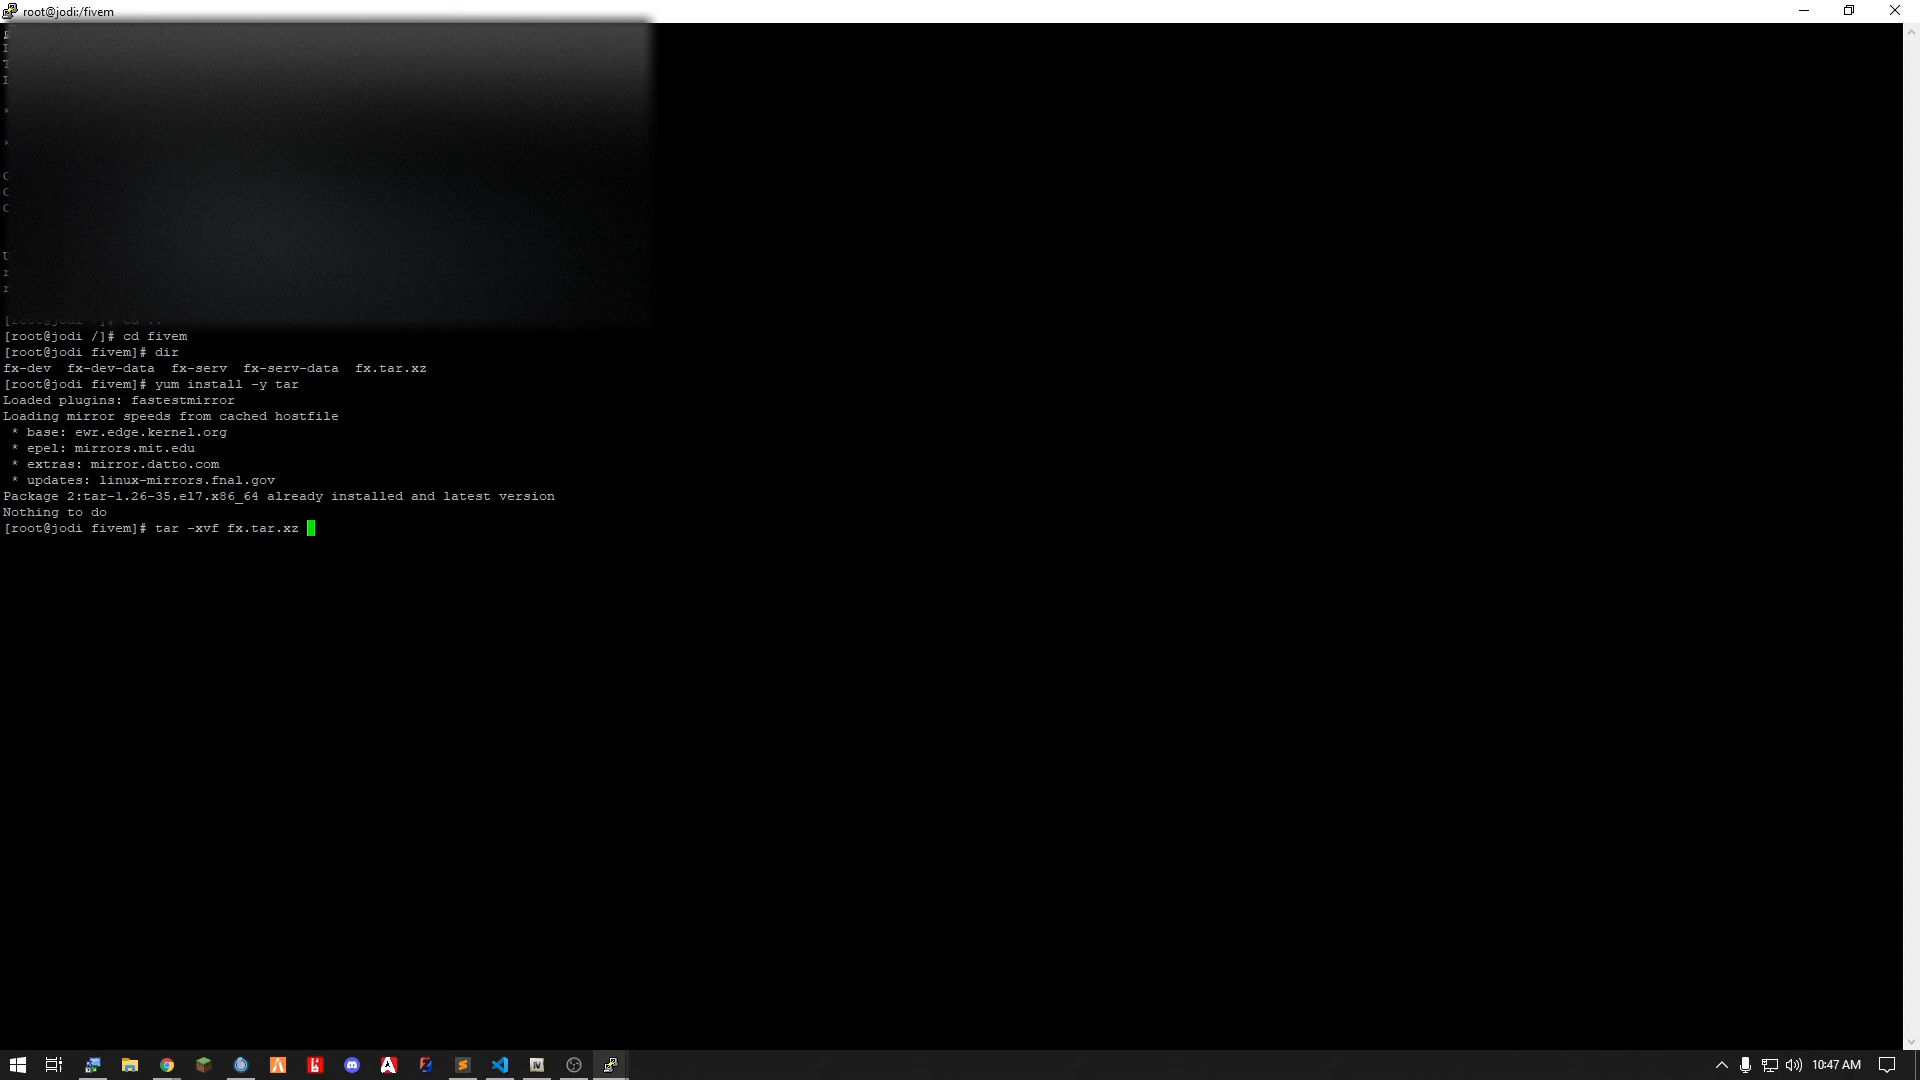 root@jodi:/fivem
[root@jodi /]# cd fivem
[root@jodi fivem]# dir
fx-dev  fx-dev-data  fx-serv  fx-serv-data  fx.tar.xz
[root@jodi fivem]# yum install -y tar
Loaded plugins: fastestmirror
Loading mirror speeds from cached hostfile
 * base: ewr.edge.kernel.org
 * epel: mirrors.mit.edu
 * extras: mirror.datto.com
 * updates: linux-mirrors.fnal.gov
Package 2:tar-1.26-35.el7.x86_64 already installed and latest version
Nothing to do
[root@jodi fivem]# tar -xvf fx.tar.xz
10:47 AM